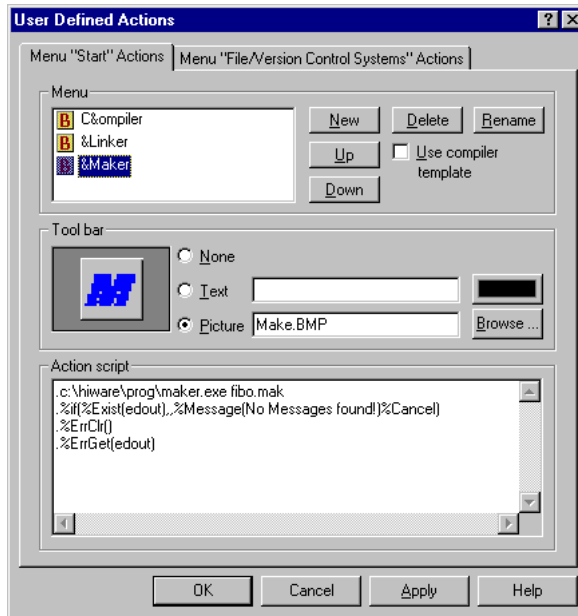 User Defined Actions
Menu "Start" Actions Menu "File/Version Control Systems" Actions
Menu
C&ompiler
&Linker
&Maker
New Delete Rename
Up Use compiler
template
Down
Tool bar
None
Text
Picture Make.BMP Browse ...
Action script
.c:\hiware\prog\maker.exe fibo.mak
.%if(%Exist(edout),,%Message(No Messages found!)%Cancel)
.%ErrClr()
.%ErrGet(edout)
OK Cancel Apply Help